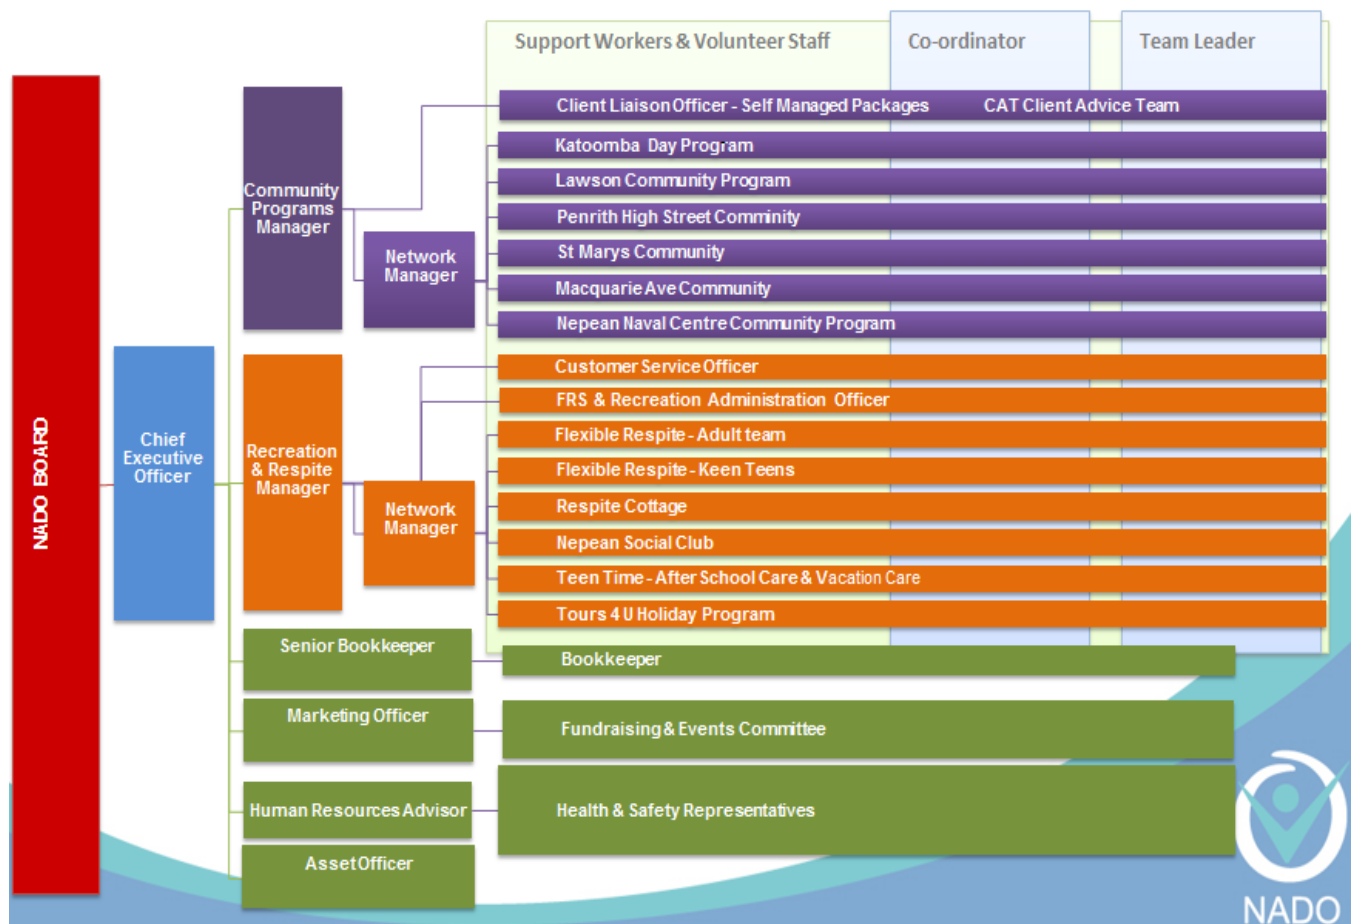 Support Workers & Volunteer Staff
Co-ordinator
Team Leader
NADO BOARD
Chief
Executive
Officer
Community
Programs
Manager
Network
Manager
Client Liaison Officer - Self Managed Packages CAT Client Advice Team
Katoomba Day Program
Lawson Community Program
Penrith High Street Comminity
St Marys Community
Macquarie Ave Community
Nepean Naval Centre Community Program
Recreation
& Respite
Manager
Network
Manager
Customer Service Officer
FRS & Recreation Administration Officer
Flexible Respite - Adult team
Flexible Respite - Keen Teens
Respite Cottage
Nepean Social Club
Teen Time - After School Care & Vacation Care
Tours 4 U Holiday Program
Senior Bookkeeper
Bookkeeper
Marketing Officer
Fundraising & Events Committee
Human Resources Advisor
Health & Safety Representatives
Asset Officer
NADO